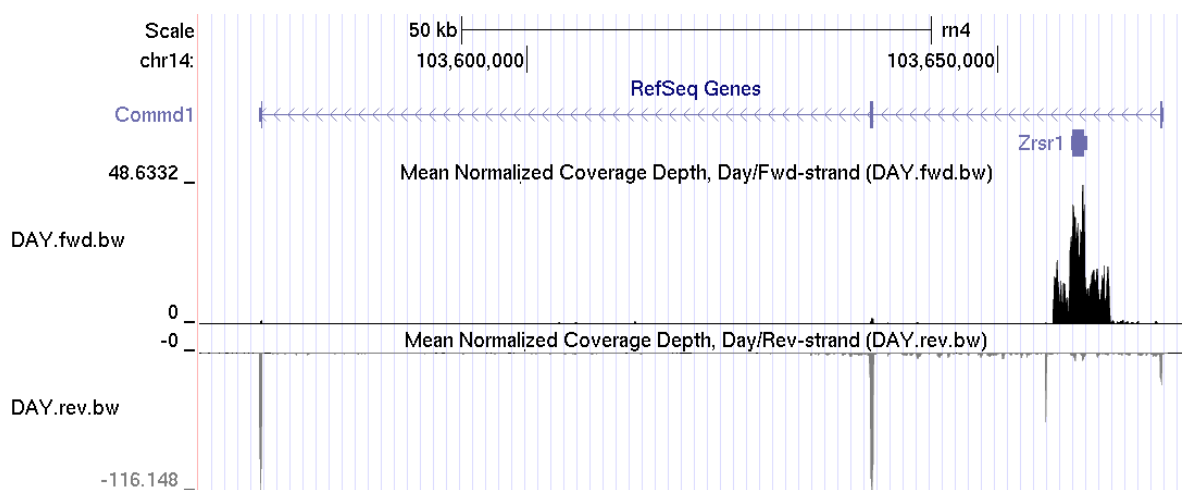 Scale 50 kb rn4
chr14: 103,600,000 103,650,000
RefSeq Genes
Commd1
Zrsr1
48.6332 _ Mean Normalized Coverage Depth, Day/Fwd-strand (DAY.fwd.bw)
DAY.fwd.bw
0 _
-0 _ Mean Normalized Coverage Depth, Day/Rev-strand (DAY.rev.bw)
DAY.rev.bw
-116.148 _